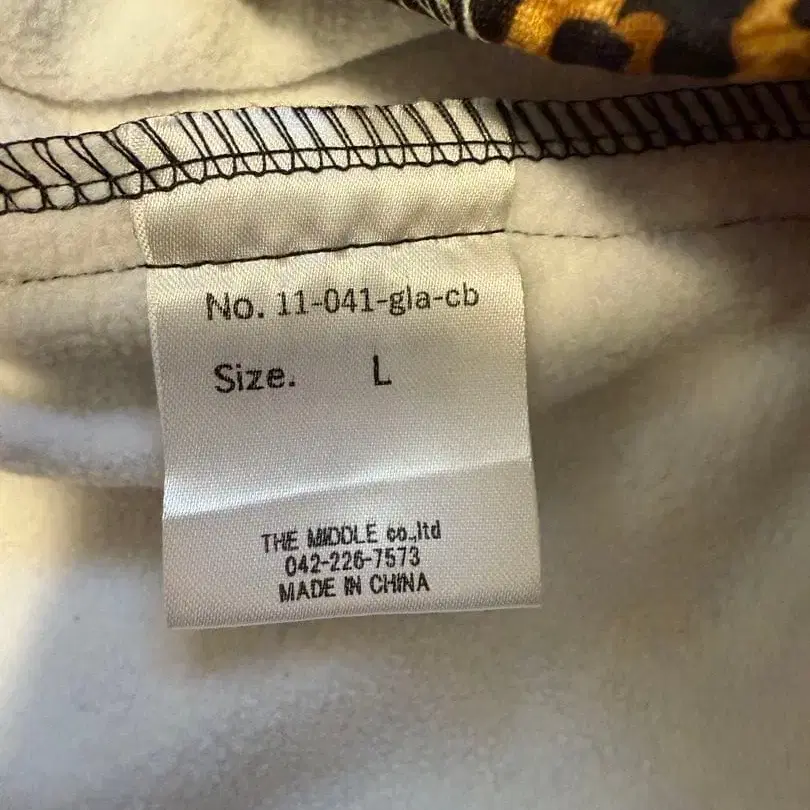 No. 11-041-gla-cb
Size. L
THE MIDDLE co.,ltd
042-226-7573
MADE IN CHINA